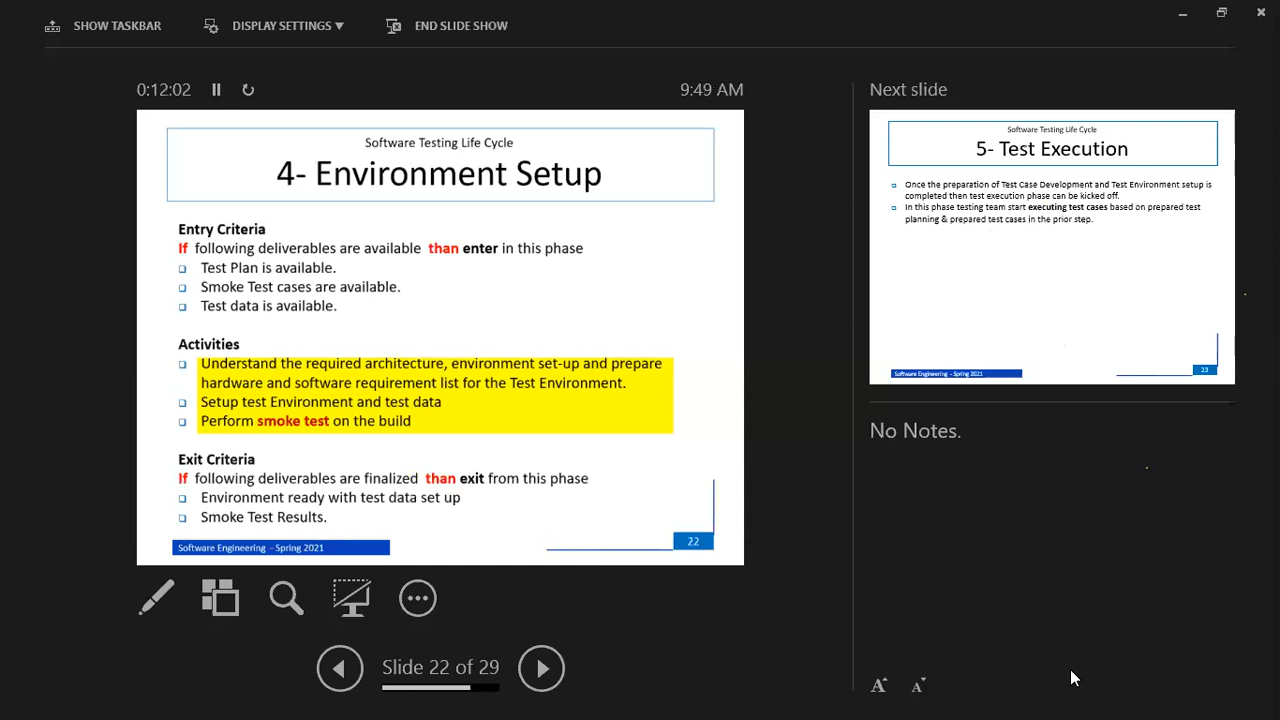 SHOW TASKBAR
DISPLAY SETTINGS
END SLIDE SHOW
0:12:02
9:49 AM
Software Testing Life Cycle
4- Environment Setup
Entry Criteria
If following deliverables are available than enter in this phase
Test Plan is available.
Smoke Test cases are available.
Test data is available.
Activities
Understand the required architecture, environment set-up and prepare
hardware and software requirement list for the Test Environment.
Setup test Environment and test data
Perform smoke test on the build
Exit Criteria
If following deliverables are finalized than exit from this phase
Environment ready with test data set up
Smoke Test Results.
Software Engineering - Spring 2021
22
Slide 22 of 29
Next slide
Software Testing Life Cycle
5- Test Execution
Once the preparation of Test Case Development and Test Environment setup is
completed then test execution phase can be kicked off.
In this phase testing team start executing test cases based on prepared test
planning & prepared test cases in the prior step.
Software Engineering - Spring 2021
23
No Notes.
A A